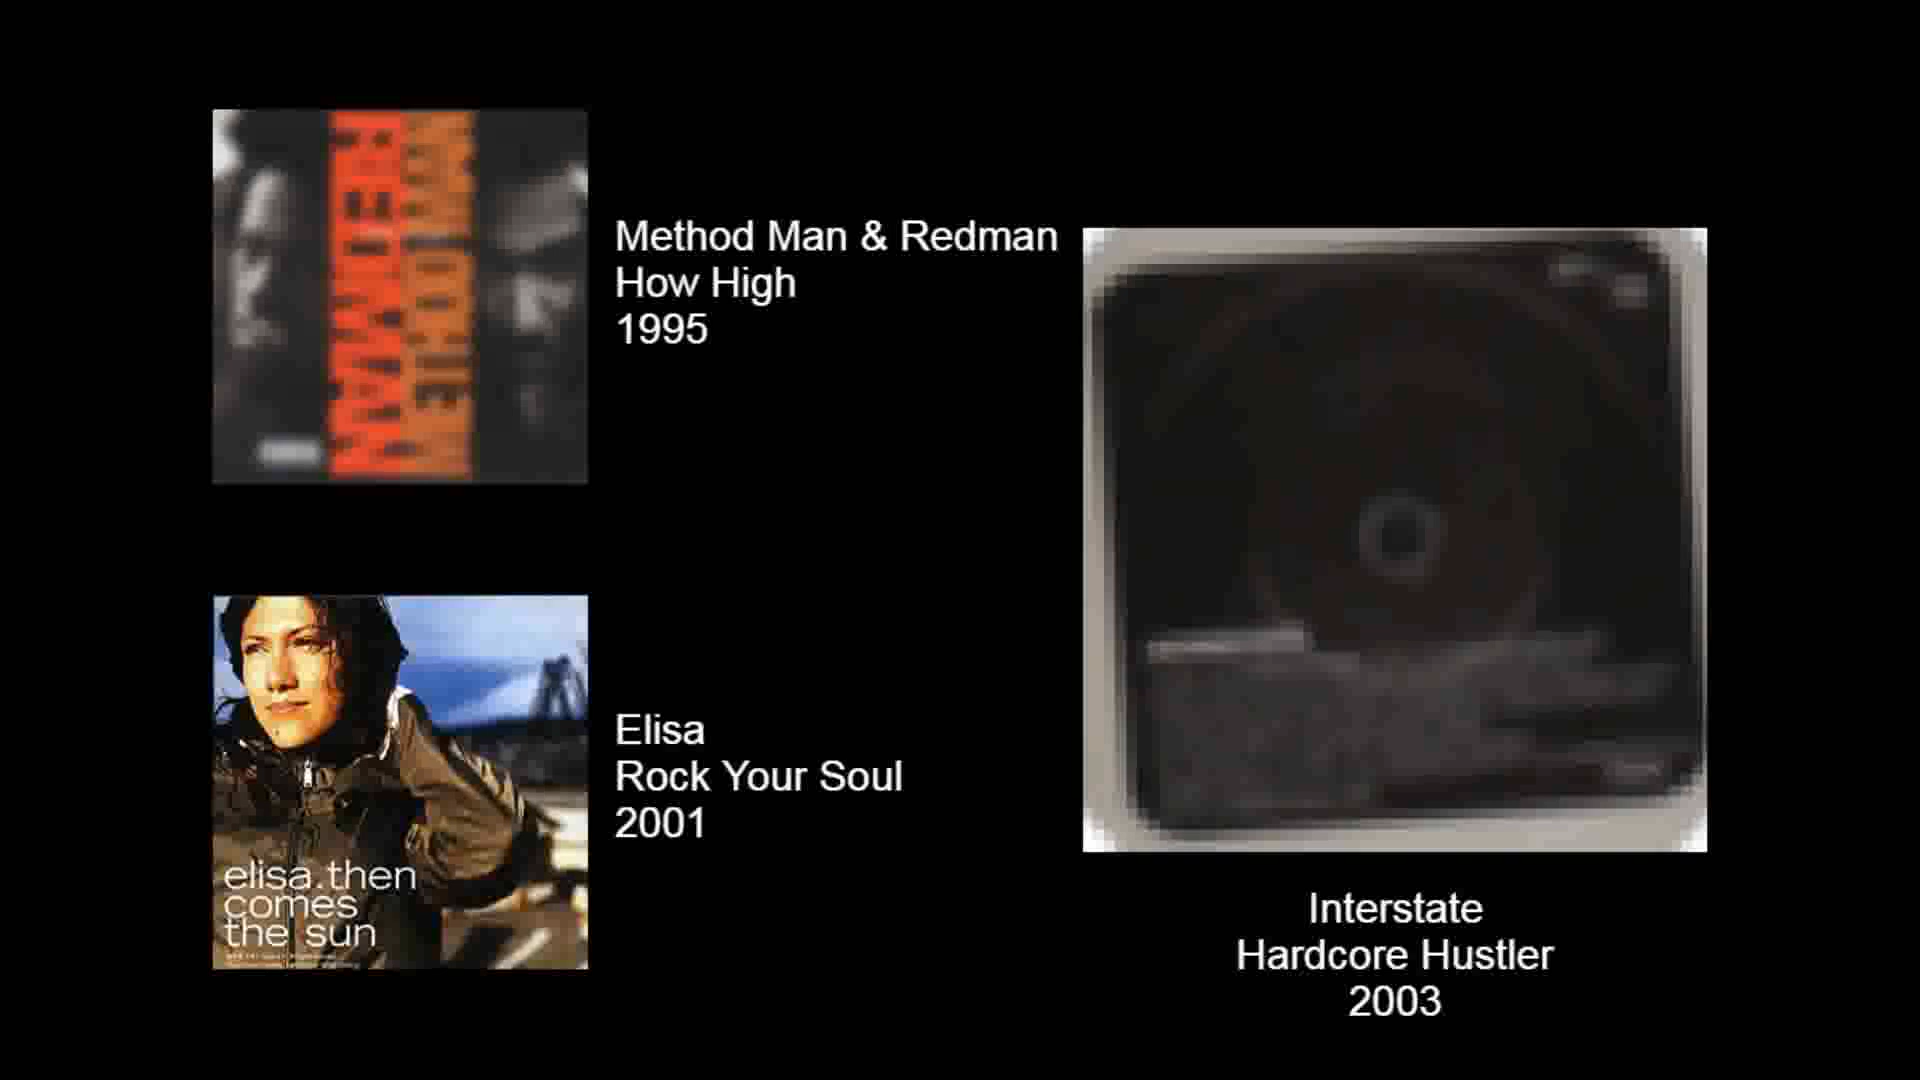 Method Man & Redman
How High
1995
Elisa
Rock Your Soul
2001
elisa.then
comes
the sun
Interstate
Hardcore Hustler
2003